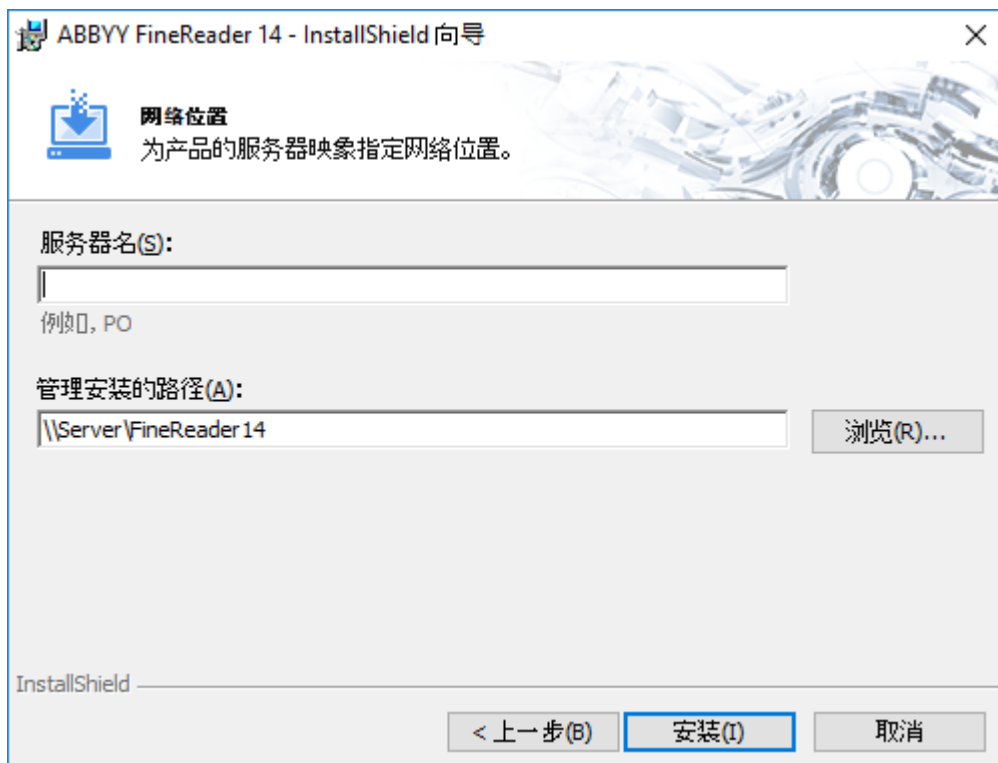 ABBYY FineReader 14 - InstallShield 向导
网络位置
为产品的服务器映象指定网络位置。
服务器名(S):
例如, PO
管理安装的路径(A):
\\Server\FineReader14
浏览(R)...
InstallShield
< 上一步(B)
安装(I)
取消